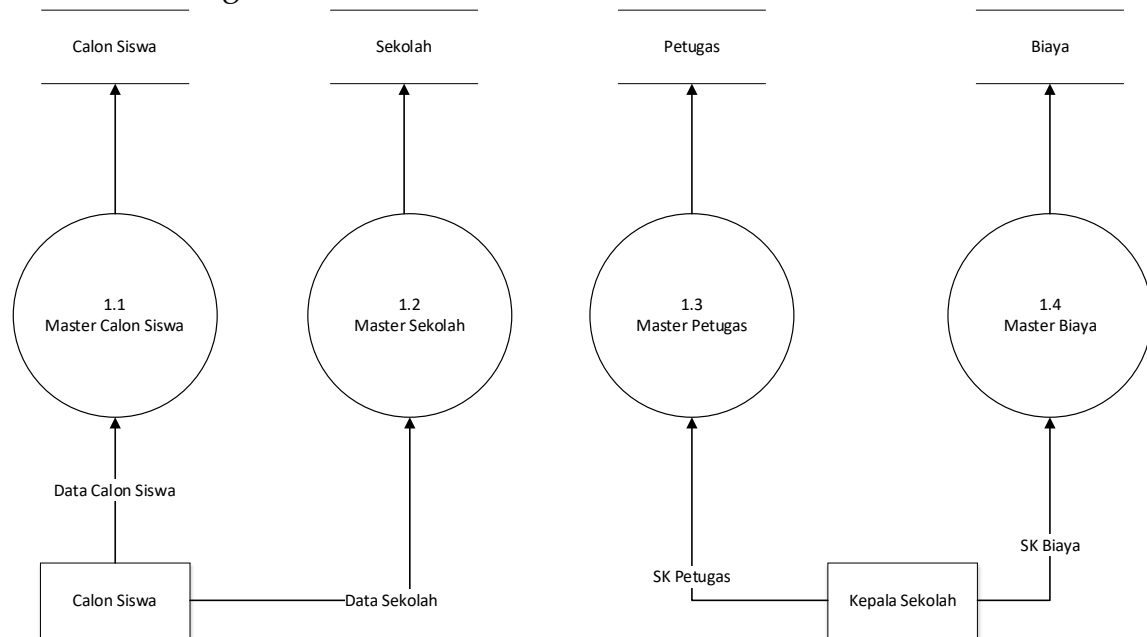 Calon Siswa
Sekolah
Petugas
Biaya
1.1
Master Calon Siswa
1.2
Master Sekolah
1.3
Master Petugas
1.4
Master Biaya
Data Calon Siswa
SK Biaya
SK Petugas
Calon Siswa
Data Sekolah
Kepala Sekolah